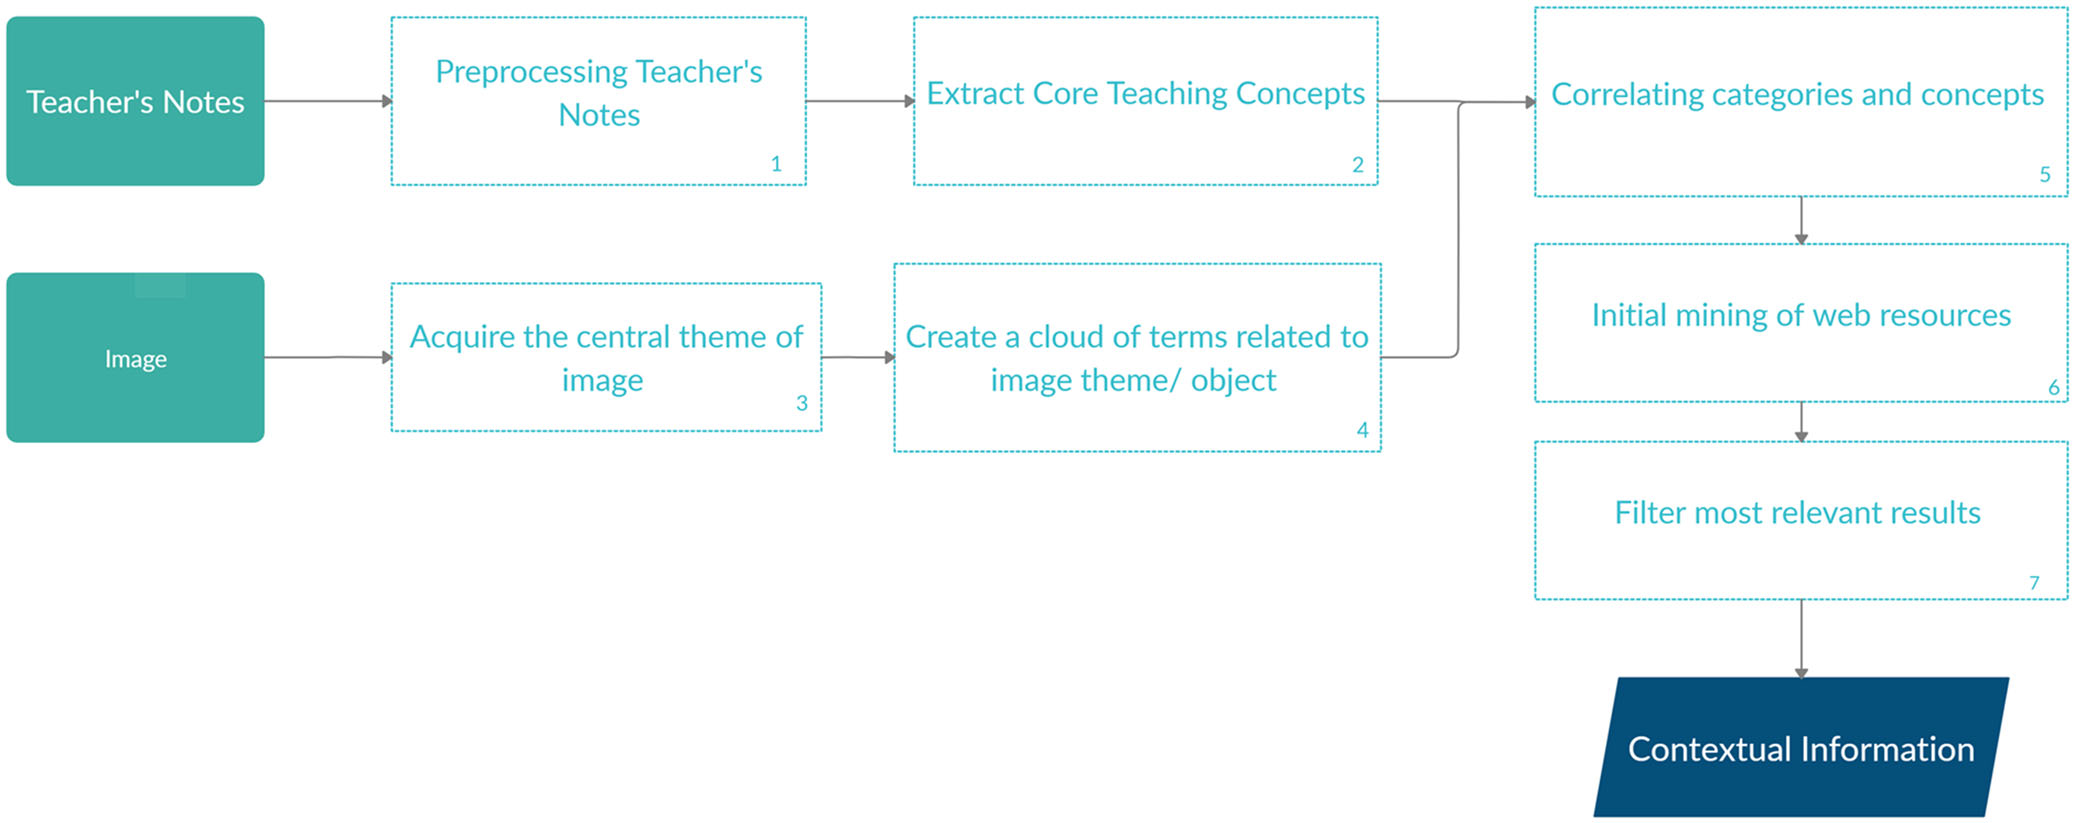 Teacher's Notes
Preprocessing Teacher's
Notes
1
Extract Core Teaching Concepts
2
Correlating categories and concepts
5
Image
Acquire the central theme of
image
3
Create a cloud of terms related to
image theme/ object
4
Initial mining of web resources
6
Filter most relevant results
7
Contextual Information